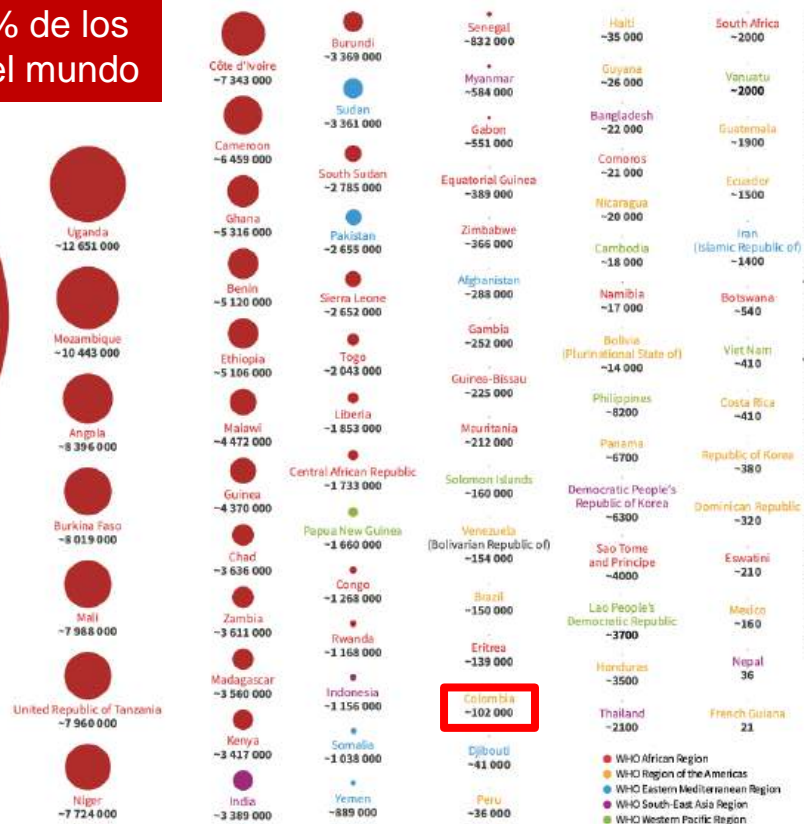 % de los
el mundo
Uganda
~12 651 000
Mozambique
~10 443 000
Angola
~8 396 000
Burkina Faso
~8 019 000
Mali
~7 988 000
United Republic of Tanzania
~7 960 000
Niger
~7 724 000
Côte d'Ivoire
~7 343 000
Cameroon
~6 459 000
Ghana
~5 316 000
Benin
~5 120 000
Ethiopia
~5 106 000
Malawi
~4 472 000
Guinea
~4 370 000
Chad
~3 636 000
Zambia
~3 611 000
Madagascar
~3 560 000
Kenya
~3 417 000
India
~3 389 000
Burundi
~3 369 000
Sudan
~3 361 000
South Sudan
~2 785 000
Pakistan
~2 655 000
Sierra Leone
~2 652 000
Togo
~2 043 000
Liberia
~1 853 000
Central African Republic
~1 733 000
Papua New Guinea
~1 660 000
Congo
~1 268 000
Rwanda
~1 168 000
Indonesia
~1 156 000
Somalia
~1 038 000
Yemen
~889 000
Senegal
~832 000
Myanmar
~584 000
Gabon
~551 000
Equatorial Guinea
~389 000
Zimbabwe
~366 000
Afghanistan
~288 000
Gambia
~252 000
Guinea-Bissau
~225 000
Mauritania
~212 000
Solomon Islands
~160 000
Venezuela
(Bolivarian Republic of)
~154 000
Brazil
~150 000
Eritrea
~139 000
Colombia
~102 000
Djibouti
~41 000
Peru
~36 000
Haiti
~35 000
Guyana
~26 000
Bangladesh
~22 000
Comoros
~21 000
Nicaragua
~20 000
Cambodia
~18 000
Namibia
~17 000
Bolivia
(Plurinational State of)
~14 000
Philippines
~8200
Panama
~6700
Democratic People's
Republic of Korea
~6300
Sao Tome
and Principe
~4000
Lao People's
Democratic Republic
~3700
Honduras
~3500
Thailand
~2100
South Africa
~2000
Vanuatu
~2000
Guatemala
~1900
Ecuador
~1500
Iran
(Islamic Republic of)
~1400
Botswana
~540
Viet Nam
~410
Costa Rica
~410
Republic of Korea
~380
Dominican Republic
~320
Eswatini
~210
Mexico
~160
Nepal
36
French Guiana
21
WHO African Region
WHO Region of the Americas
WHO Eastern Mediterranean Region
WHO South-East Asia Region
WHO Western Pacific Region